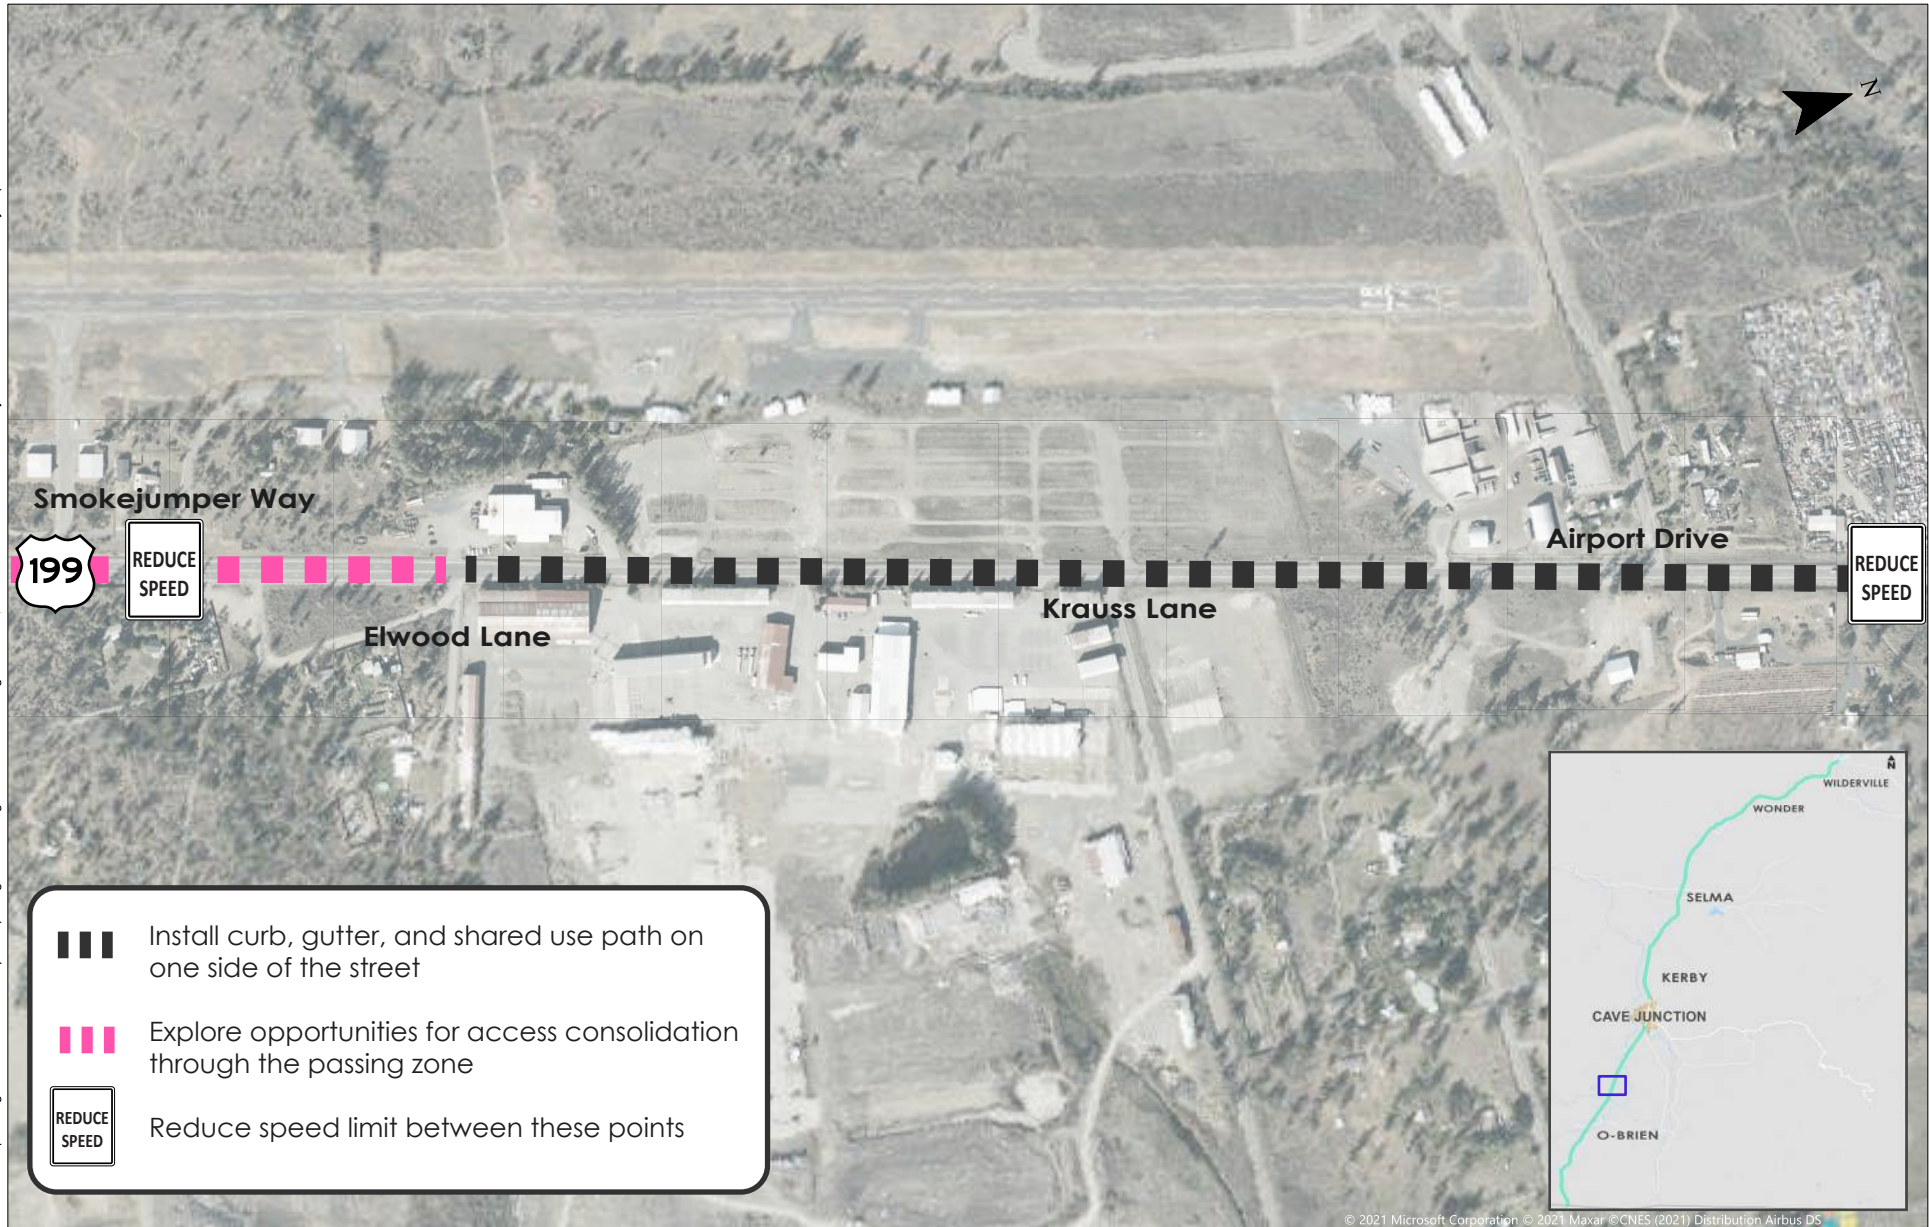 N
Smokejumper Way
199
REDUCE
SPEED
Elwood Lane
Krauss Lane
Airport Drive
REDUCE
SPEED
Install curb, gutter, and shared use path on
one side of the street
Explore opportunities for access consolidation
through the passing zone
REDUCE
SPEED
Reduce speed limit between these points
N
WILDERVILLE
WONDER
SELMA
KERBY
CAVE JUNCTION
O-BRIEN
© 2021 Microsoft Corporation © 2021 Maxar ©CNES (2021) Distribution Airbus DS